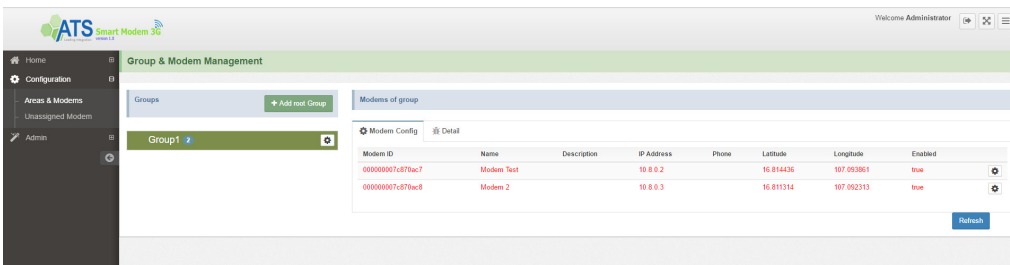 ATS Smart Modem 3G
version 1.0
Welcome Administrator
Home
Configuration
Areas & Modems
Unassigned Modem
Admin
Group & Modem Management
Groups
+ Add root Group
Group1 2
Modems of group
Modem Config Detail
Modem ID Name Description IP Address Phone Latitude Longitude Enabled
000000007c870ac7 Modem Test 10.8.0.2 16.814436 107.093861 true
000000007c870ac8 Modem 2 10.8.0.3 16.811314 107.092313 true
Refresh